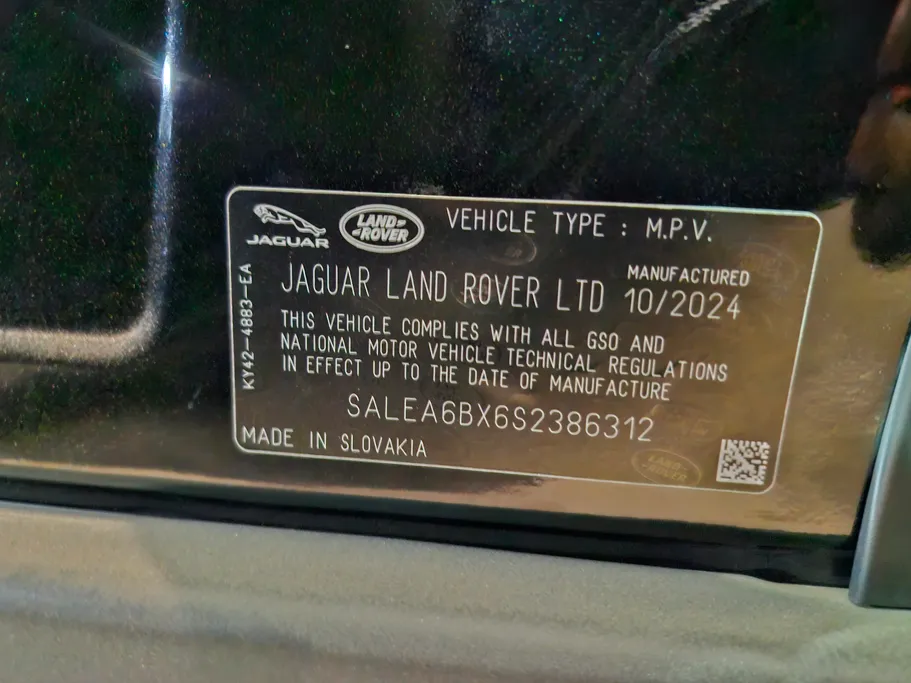 JAGUAR
LAND ROVER
VEHICLE TYPE : M.P.V.
JAGUAR LAND ROVER LTD
MANUFACTURED
10/2024
THIS VEHICLE COMPLIES WITH ALL GSO AND
NATIONAL MOTOR VEHICLE TECHNICAL REGULATIONS
IN EFFECT UP TO THE DATE OF MANUFACTURE
SALEA6BX6S2386312
MADE IN SLOVAKIA
KY42-4883-EA
LAND ROVER